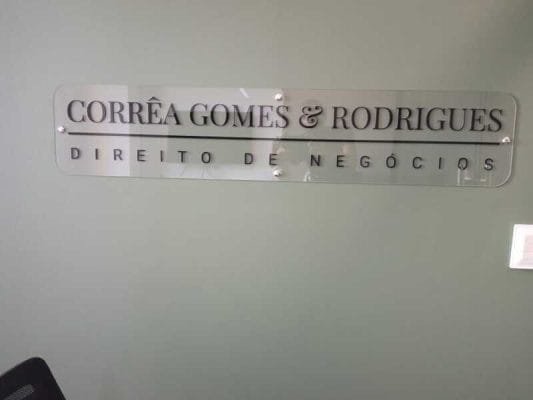 CORRÊA GOMES & RODRIGUES
DIREITO DE NEGÓCIOS